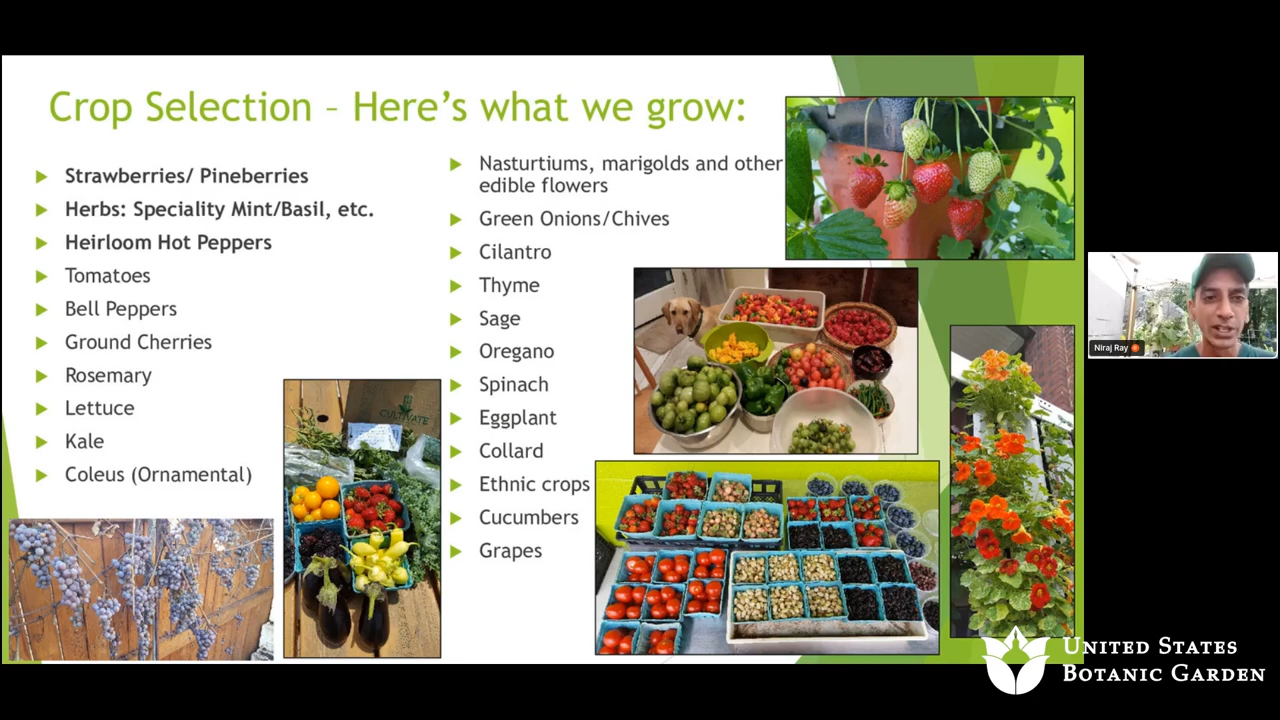 Crop Selection – Here's what we grow:
Strawberries/ Pineberries
Herbs: Speciality Mint/Basil, etc.
Heirloom Hot Peppers
Tomatoes
Bell Peppers
Ground Cherries
Rosemary
Lettuce
Kale
Coleus (Ornamental)
Nasturtiums, marigolds and other
edible flowers
Green Onions/Chives
Cilantro
Thyme
Sage
Oregano
Spinach
Eggplant
Collard
Ethnic crops
Cucumbers
Grapes
CULTIVATE
Niraj Ray
United States
Botanic Garden